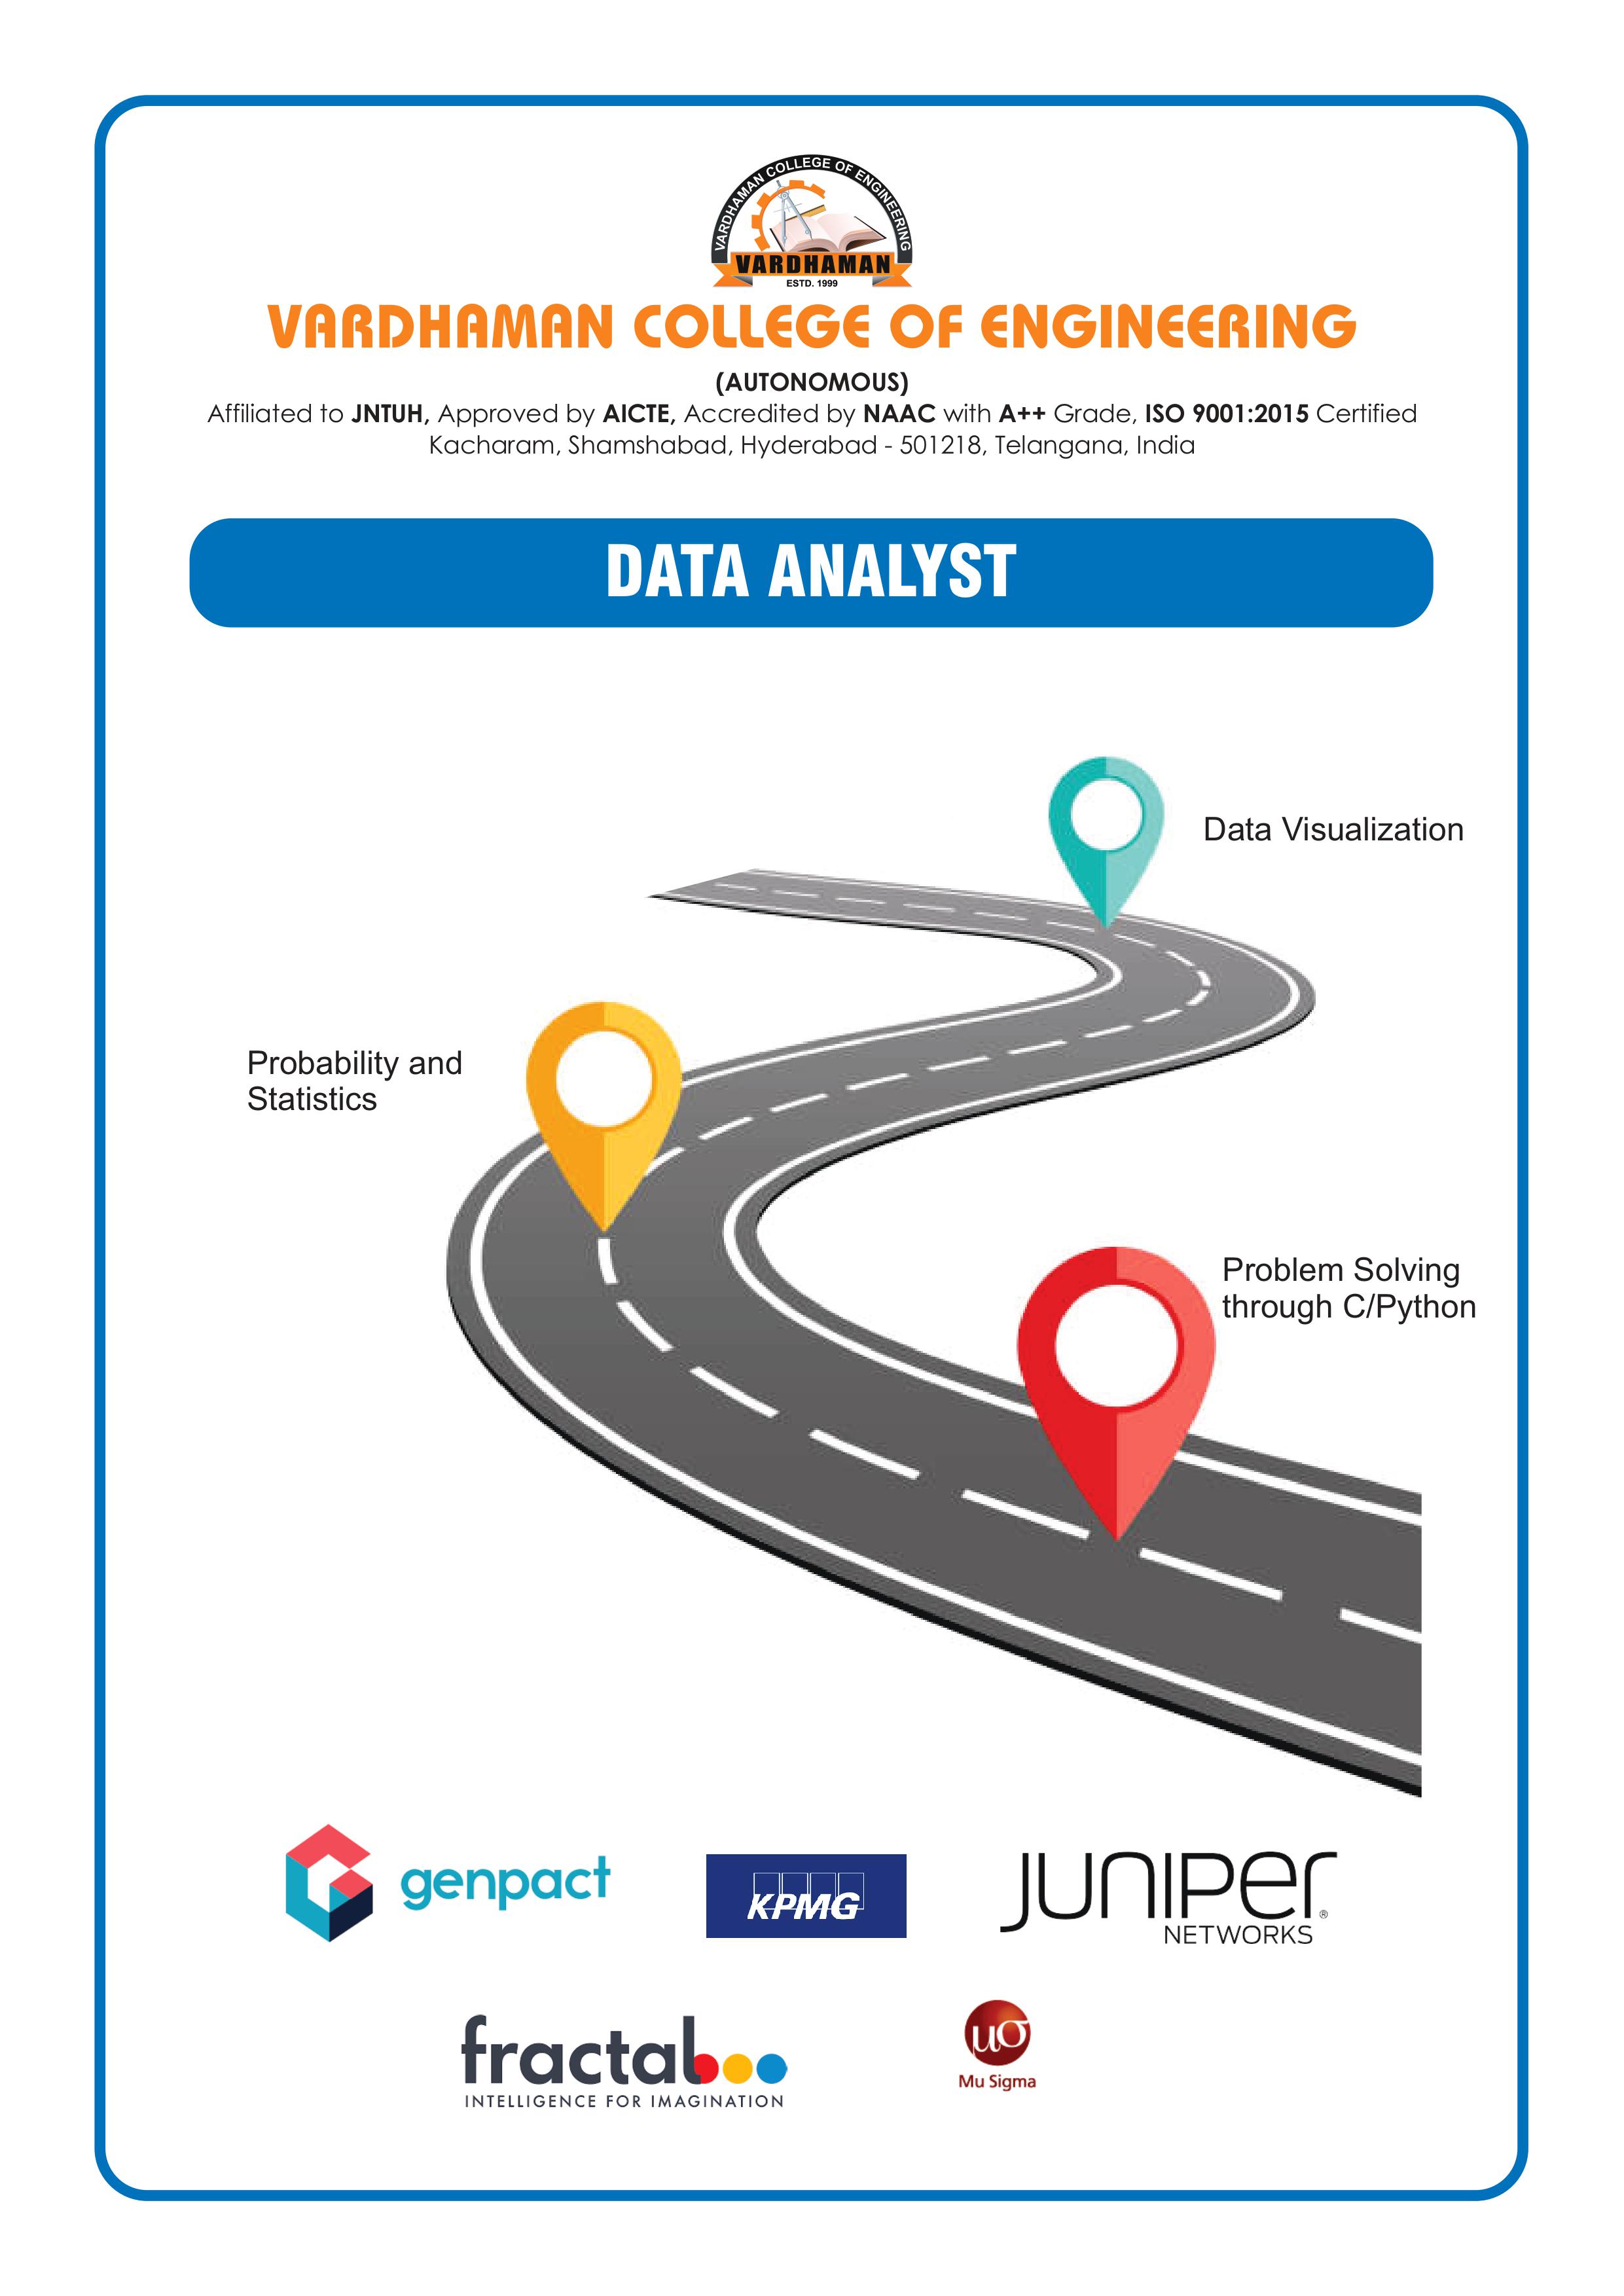 VARDHAMAN COLLEGE OF ENGINEERING
VARDHAMAN
ESTD. 1999
VARDHAMAN COLLEGE OF ENGINEERING
(AUTONOMOUS)
Affiliated to JNTUH, Approved by AICTE, Accredited by NAAC with A++ Grade, ISO 9001:2015 Certified
Kacharam, Shamshabad, Hyderabad - 501218, Telangana, India
DATA ANALYST
Data Visualization
Probability and
Statistics
Problem Solving
through C/Python
genpact
KPMG
JUNIPER
NETWORKS
®
fractal
INTELLIGENCE FOR IMAGINATION
μσ
Mu Sigma